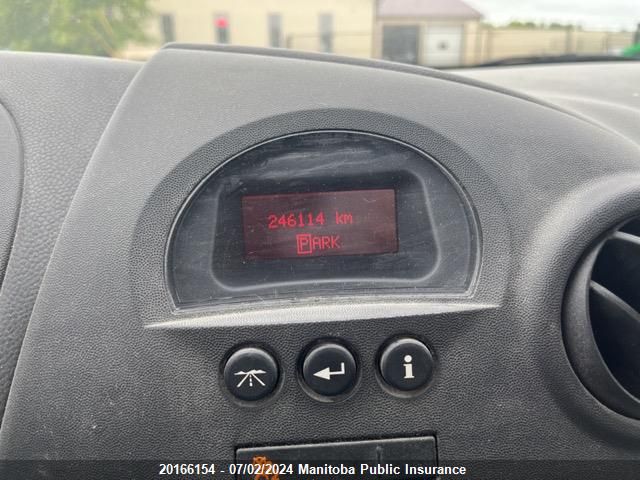 246114 km
PARK
i
20166154 - 07/02/2024 Manitoba Public Insurance